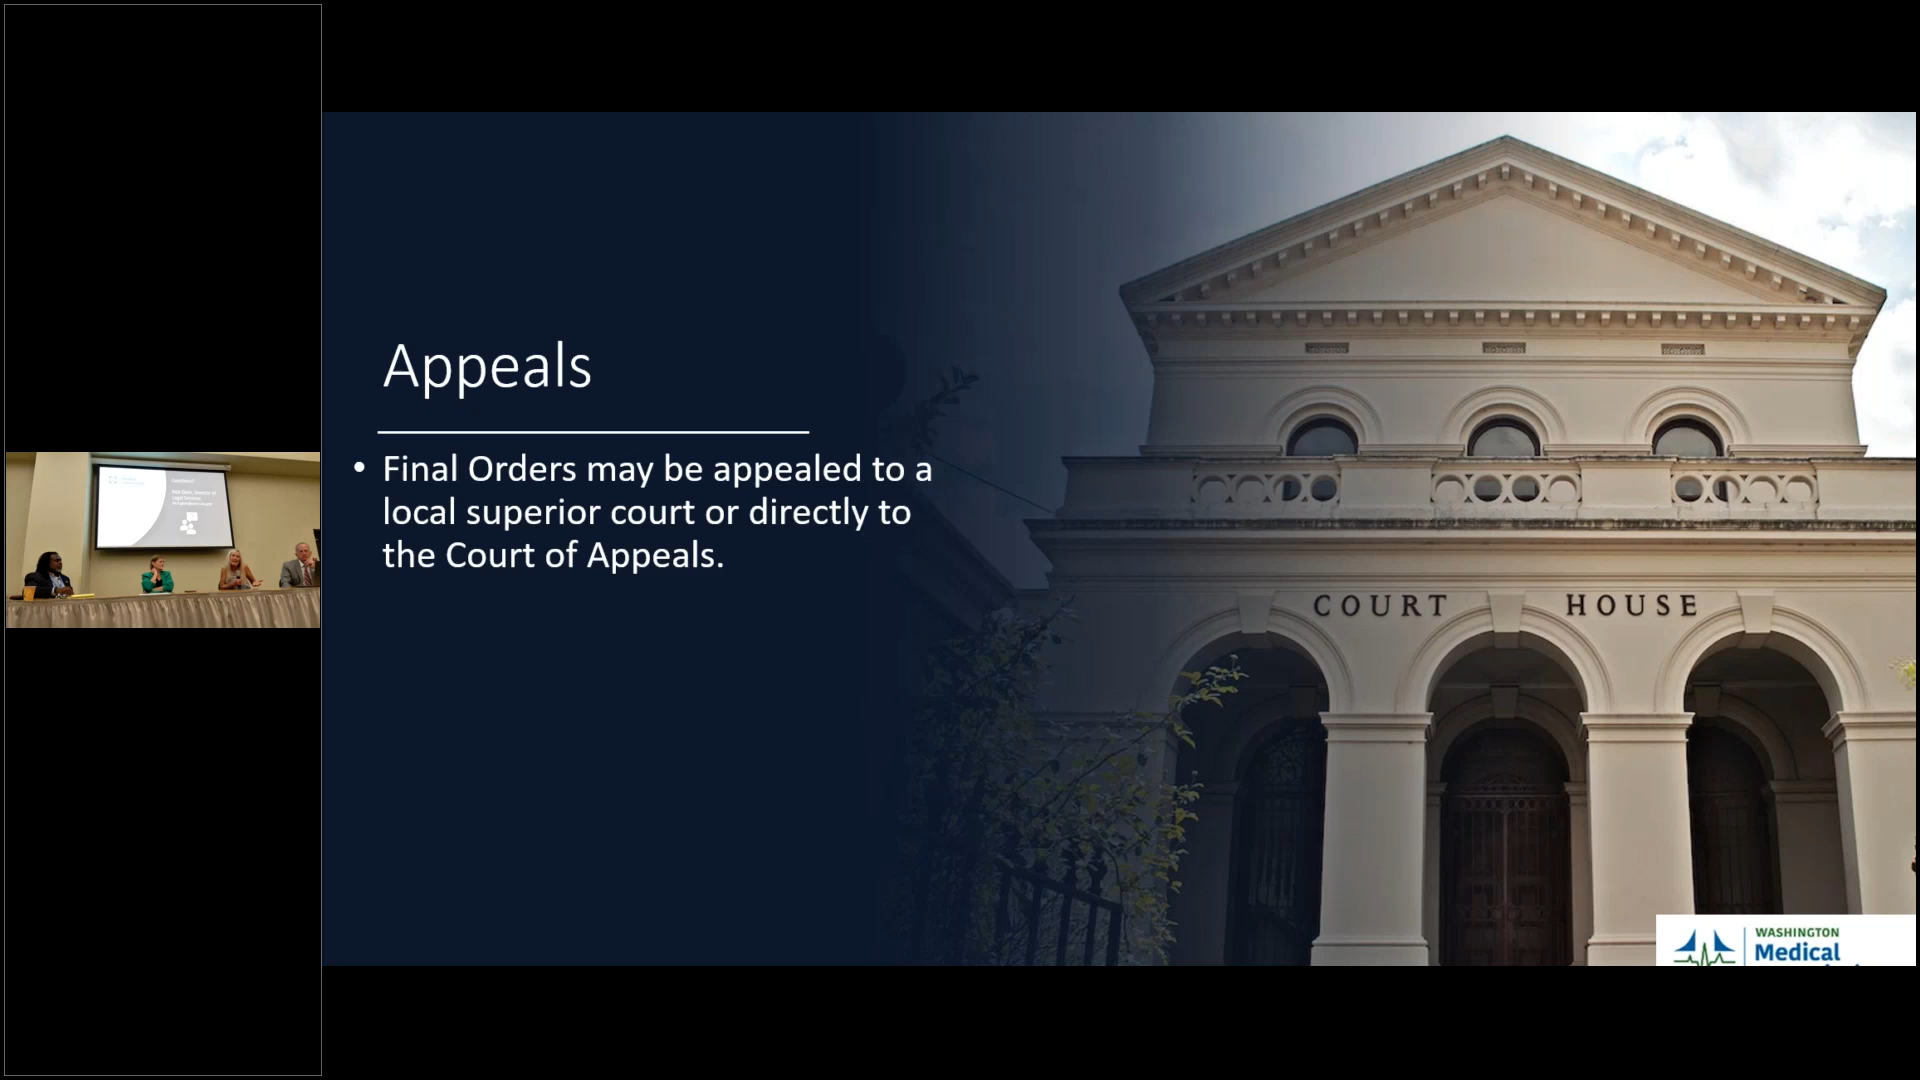 Appeals
• Final Orders may be appealed to a
local superior court or directly to
the Court of Appeals.
COURT HOUSE
WASHINGTON
Medical